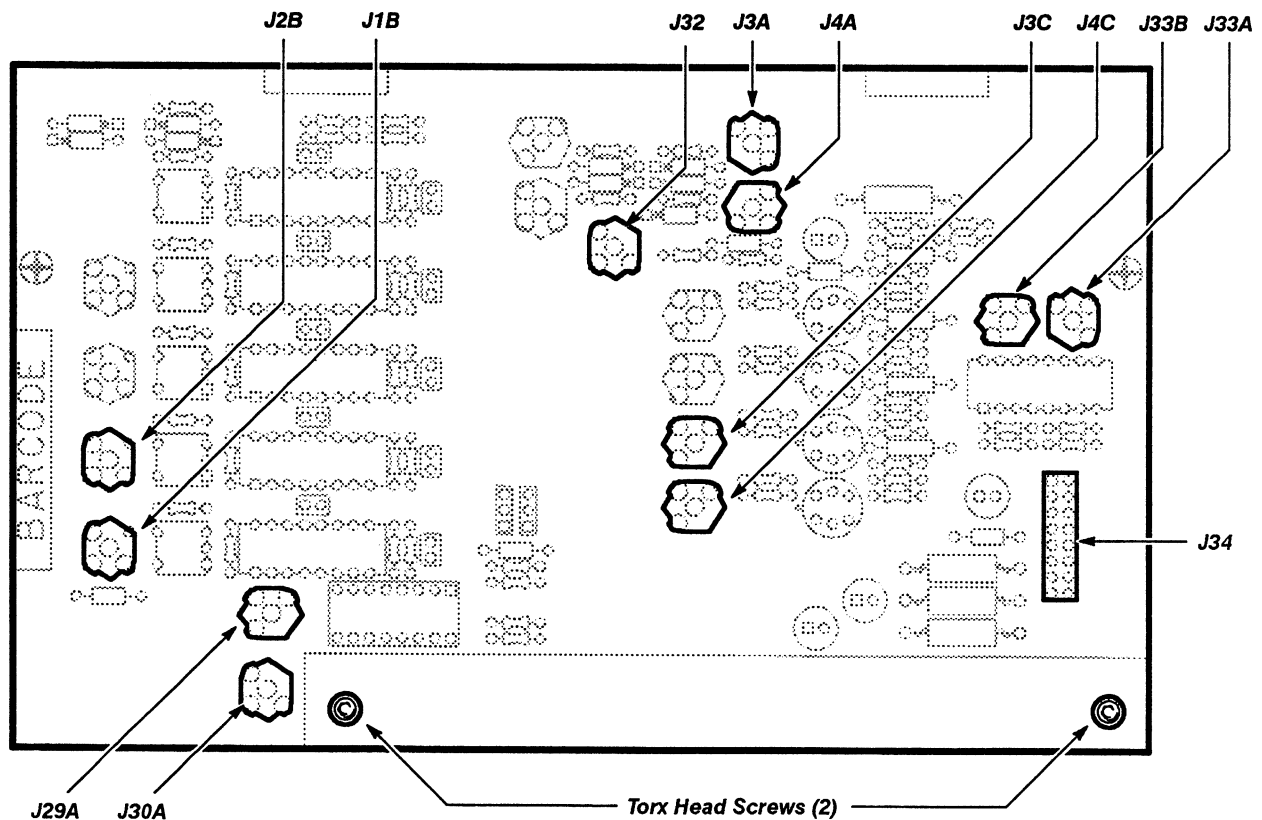 J2B
J1B
J32
J3A
J4A
J3C
J4C
J33B
J33A
BARCODE
J34
J29A
J30A
Torx Head Screws (2)